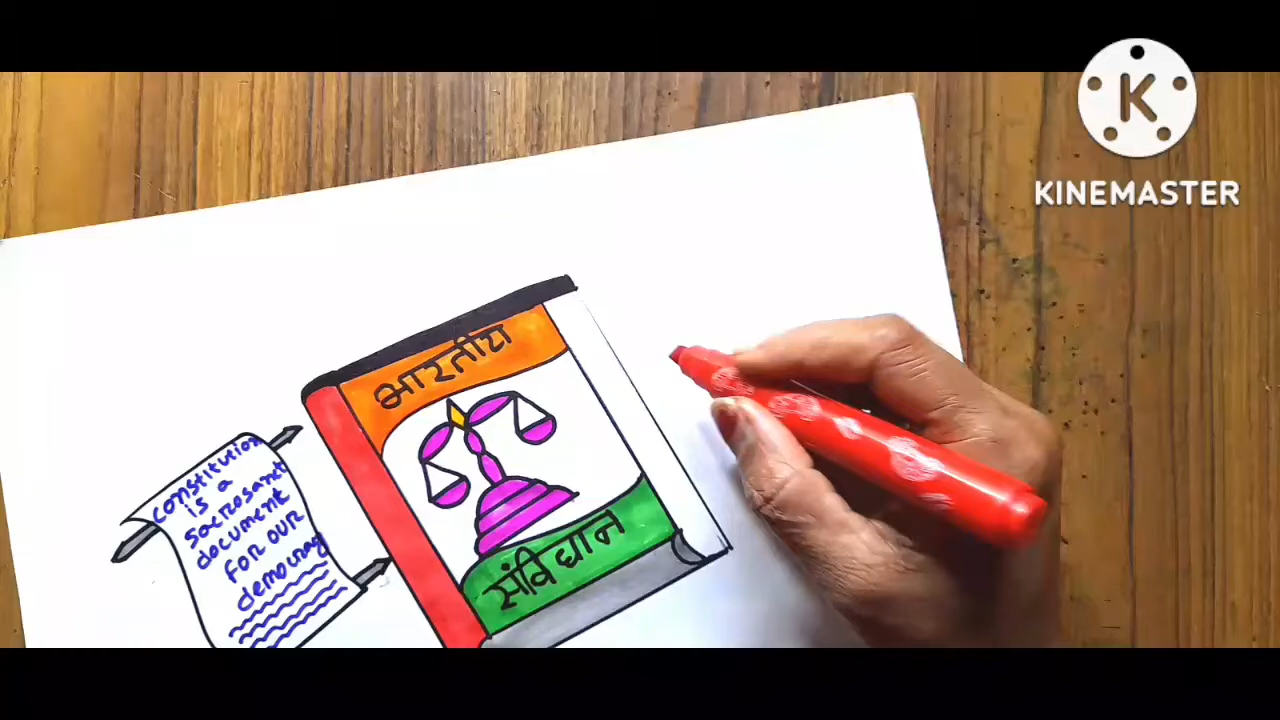 constitution
is a
sacrosanct
document
for our
democracy
भारतीय
संविधान
K
KINEMASTER